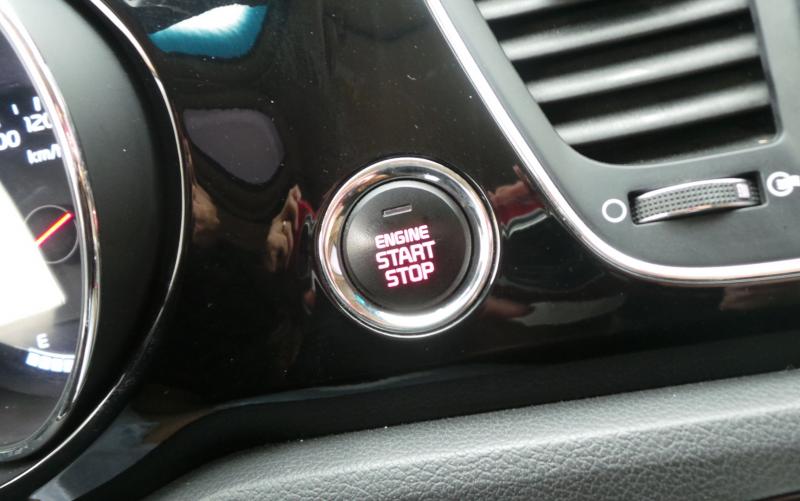 120
km/h
E
ENGINE
START
STOP